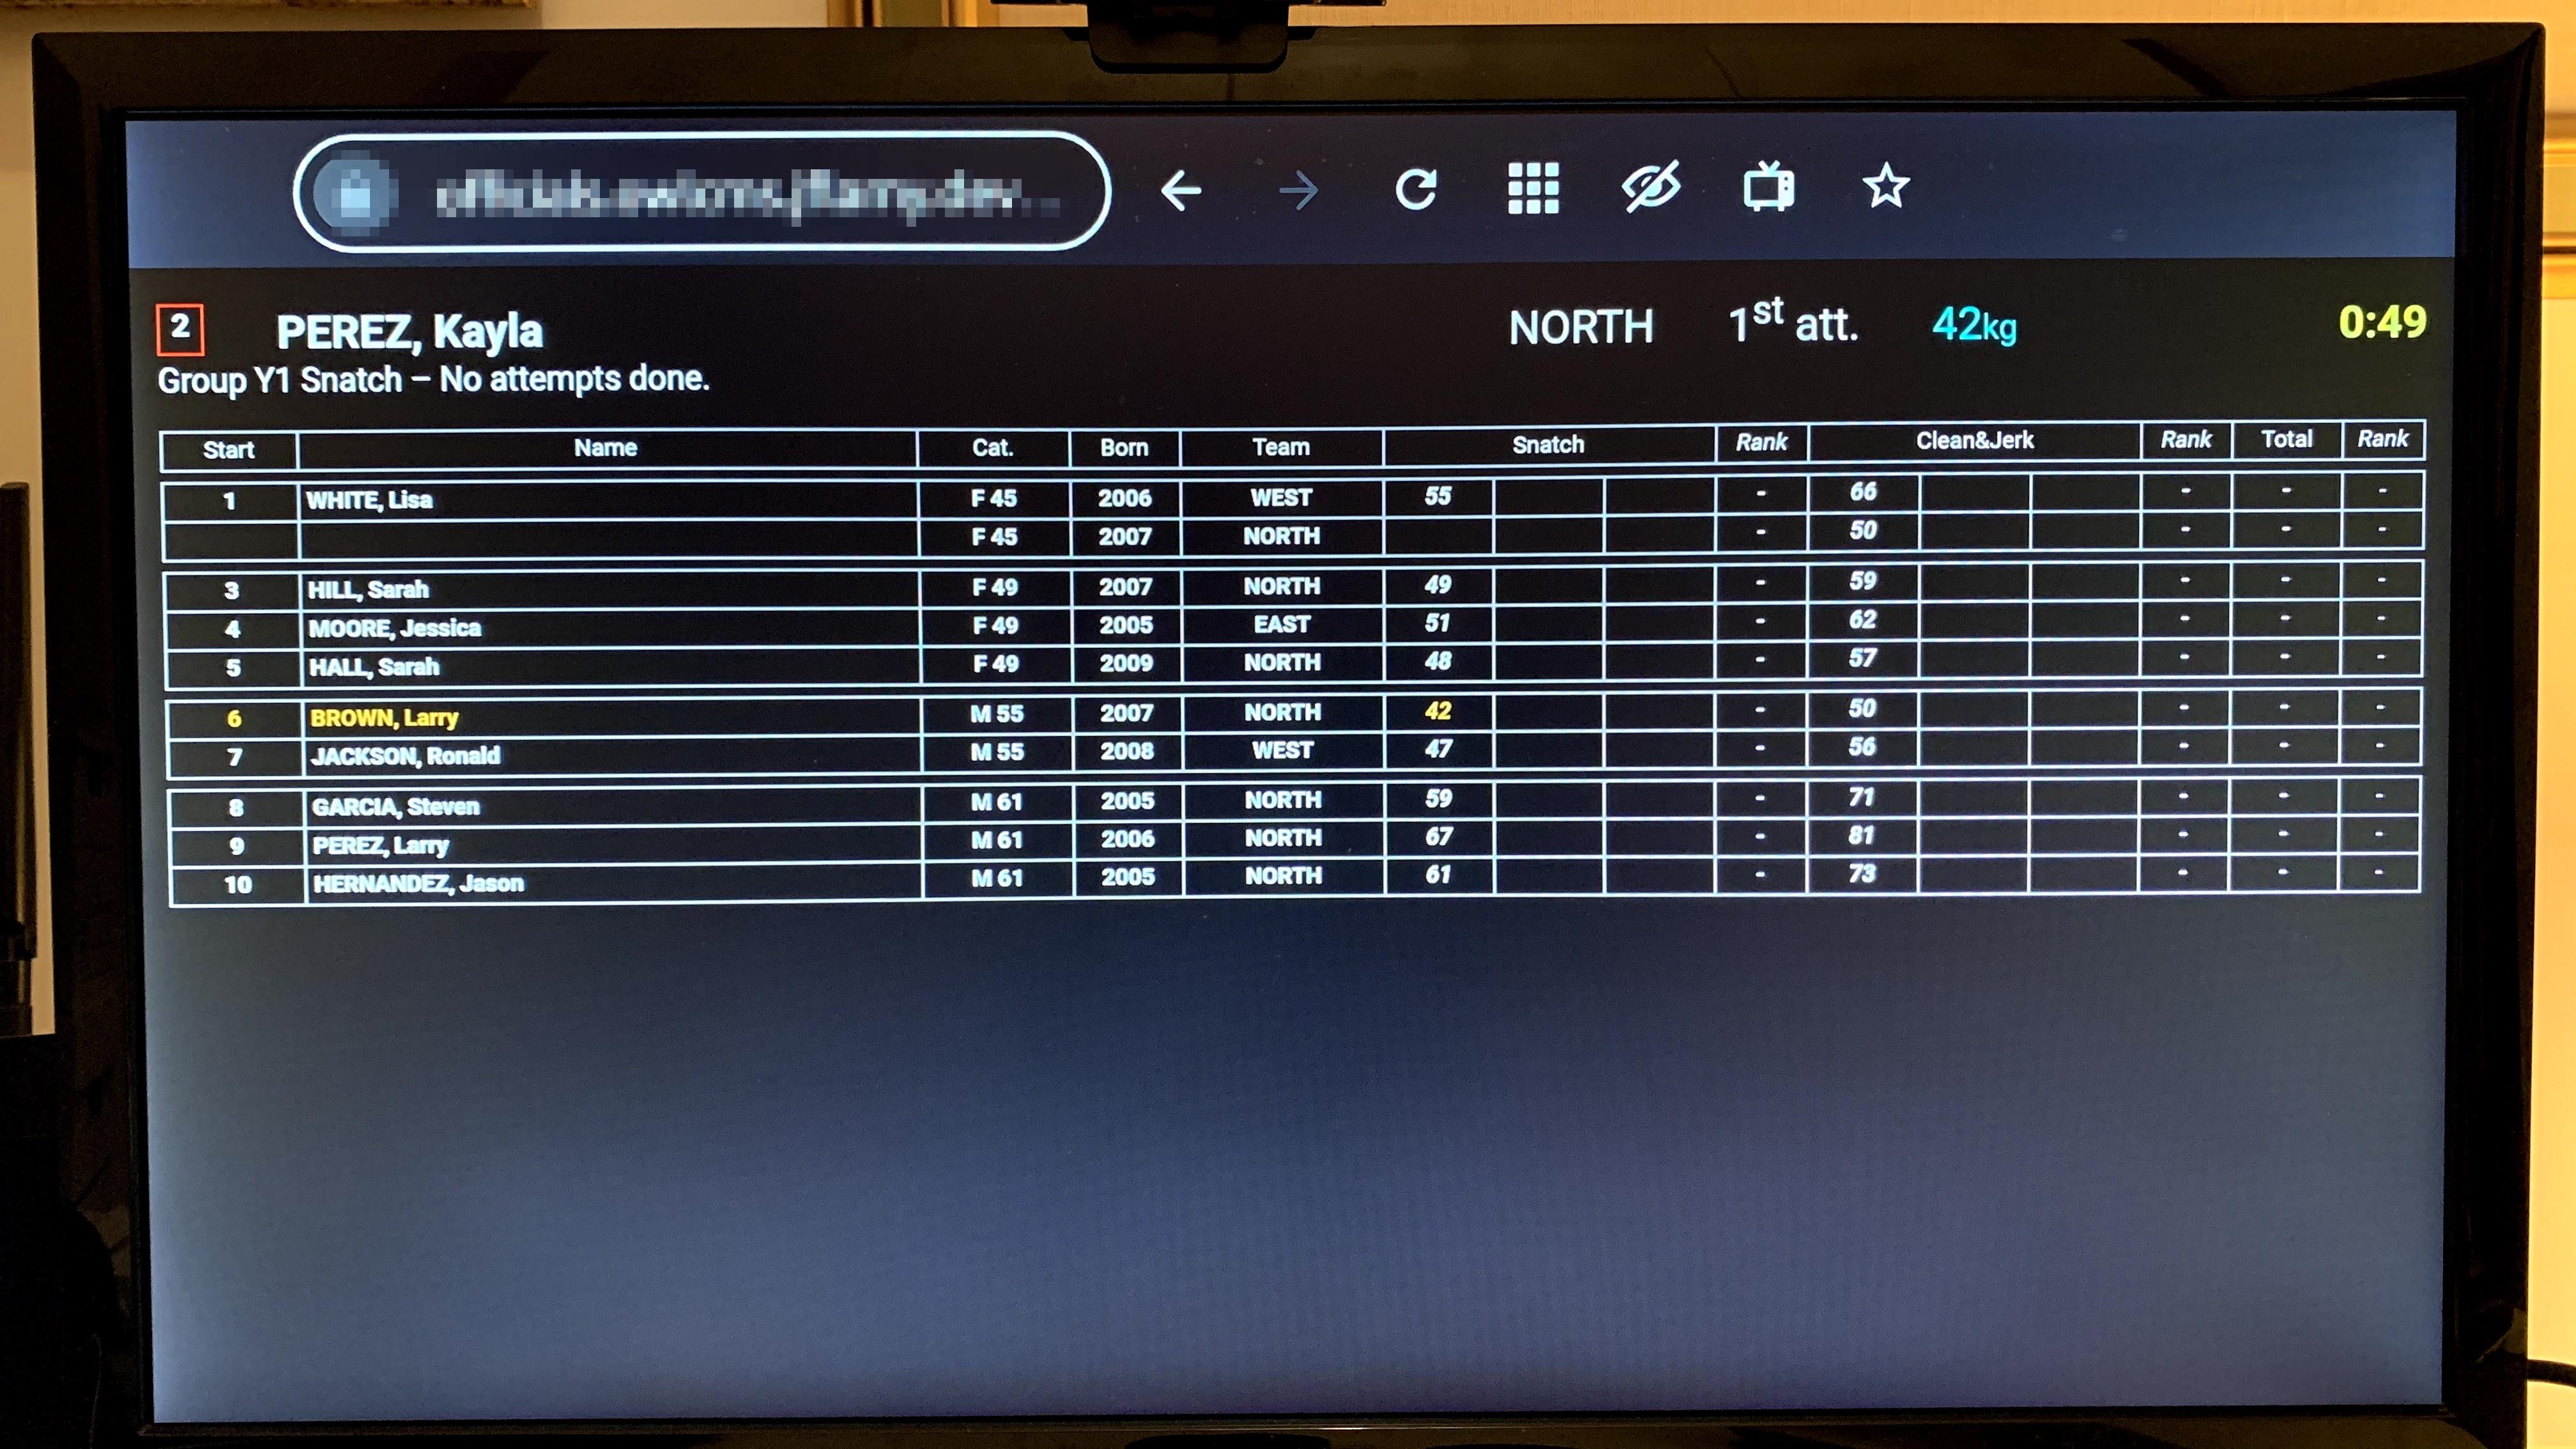 2 PEREZ, Kayla NORTH 1st att. 42kg 0:49
Group Y1 Snatch – No attempts done.
Start Name Cat. Born Team Snatch Rank Clean&Jerk Rank Total Rank
1 WHITE, Lisa F 45 2006 WEST 55 - 66 - - -
F 45 2007 NORTH - 50 - - -
3 HILL, Sarah F 49 2007 NORTH 49 - 59 - - -
4 MOORE, Jessica F 49 2005 EAST 51 - 62 - - -
5 HALL, Sarah F 49 2009 NORTH 48 - 57 - - -
6 BROWN, Larry M 55 2007 NORTH 42 - 50 - - -
7 JACKSON, Ronald M 55 2008 WEST 47 - 56 - - -
8 GARCIA, Steven M 61 2005 NORTH 59 - 71 - - -
9 PEREZ, Larry M 61 2006 NORTH 67 - 81 - - -
10 HERNANDEZ, Jason M 61 2005 NORTH 61 - 73 - - -